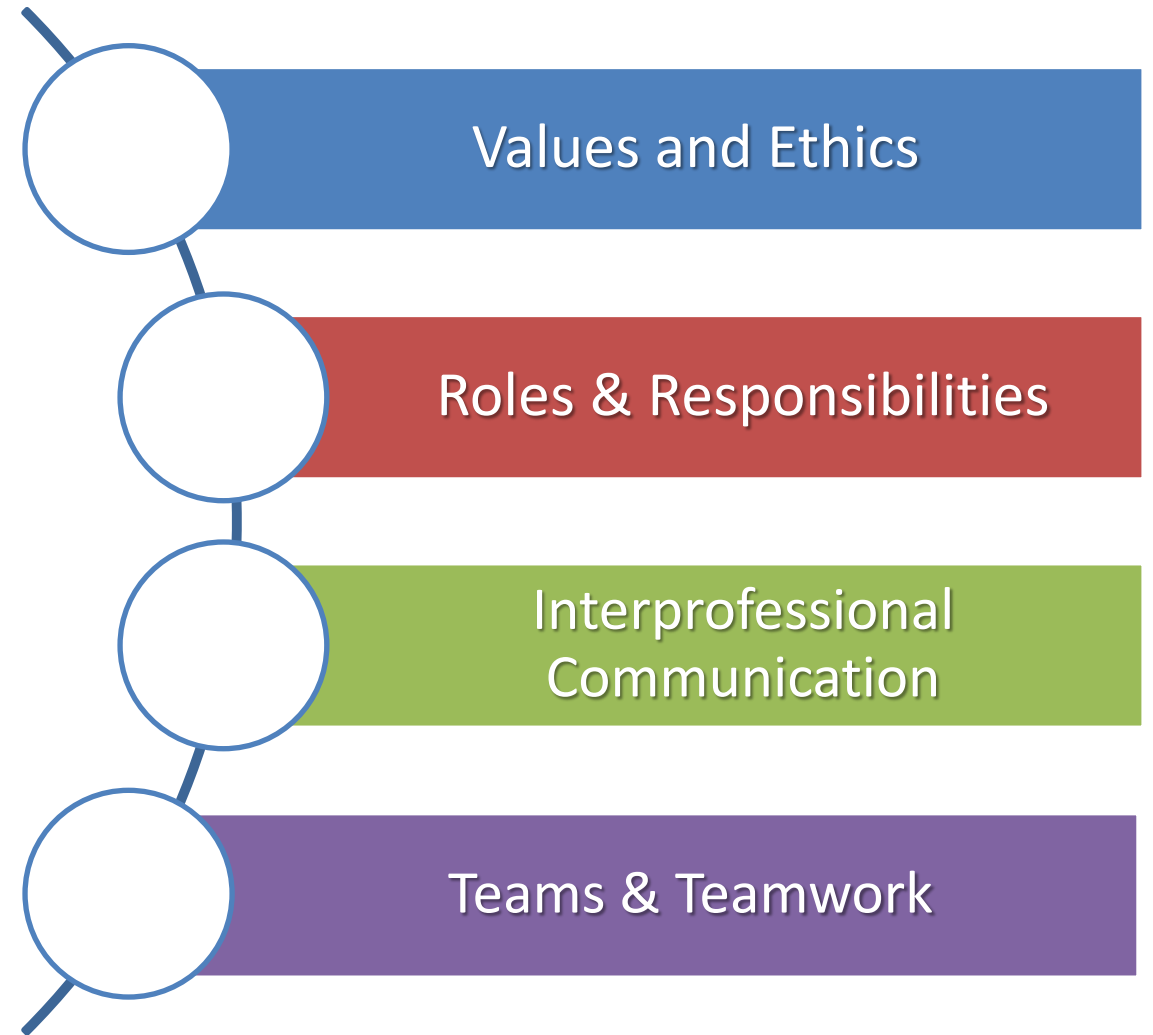 Values and Ethics
Roles & Responsibilities
Interprofessional
Communication
Teams & Teamwork